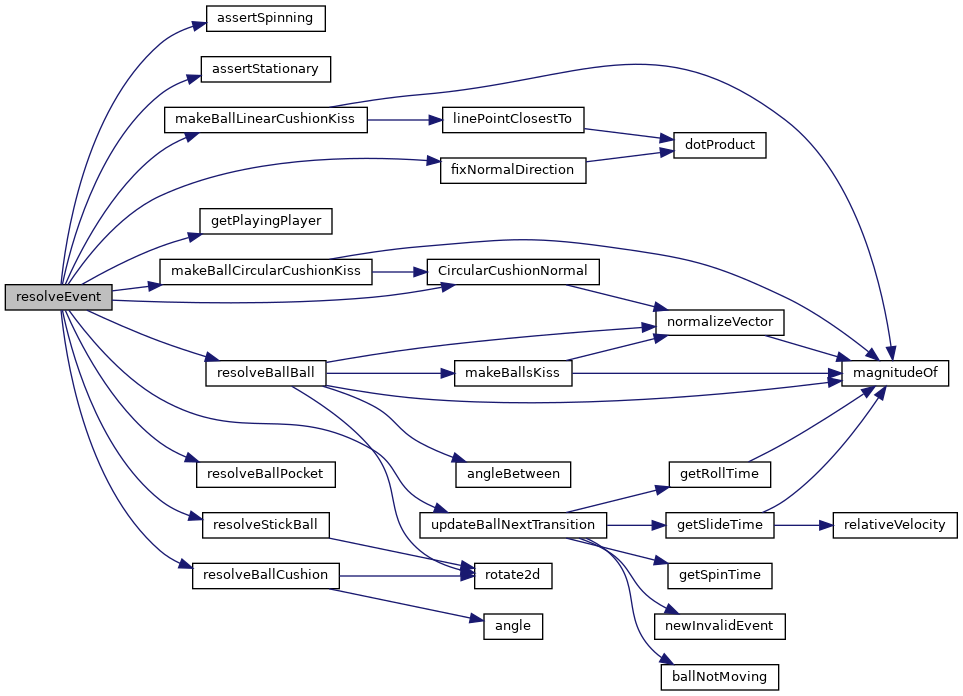 assertSpinning
assertStationary
makeBallLinearCushionKiss
linePointClosestTo
dotProduct
fixNormalDirection
getPlayingPlayer
makeBallCircularCushionKiss
CircularCushionNormal
resolveEvent
normalizeVector
resolveBallBall
makeBallsKiss
magnitudeOf
resolveBallPocket
angleBetween
getRollTime
resolveStickBall
updateBallNextTransition
getSlideTime
relativeVelocity
resolveBallCushion
rotate2d
getSpinTime
angle
newInvalidEvent
ballNotMoving